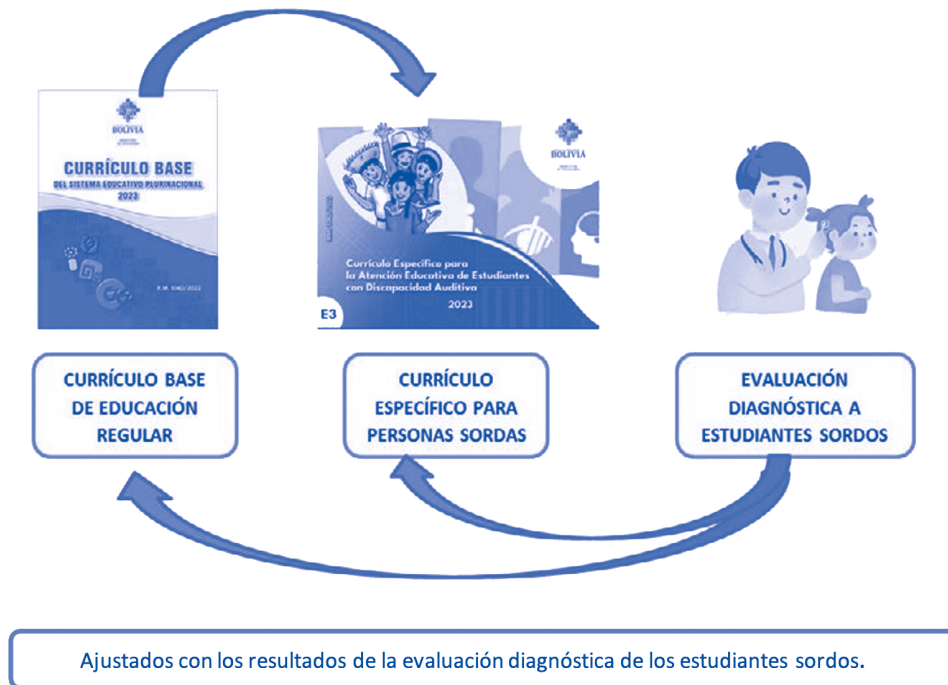 BOLIVIA
CURRÍCULO BASE
DEL SISTEMA EDUCATIVO PLURINACIONAL
2023
R.M. 1040/2022
BOLIVIA
Currículo Específico para
la Atención Educativa de Estudiantes
con Discapacidad Auditiva
2023
E3
CURRÍCULO BASE
DE EDUCACIÓN
REGULAR
CURRÍCULO
ESPECÍFICO PARA
PERSONAS SORDAS
EVALUACIÓN
DIAGNÓSTICA A
ESTUDIANTES SORDOS
Ajustados con los resultados de la evaluación diagnóstica de los estudiantes sordos.